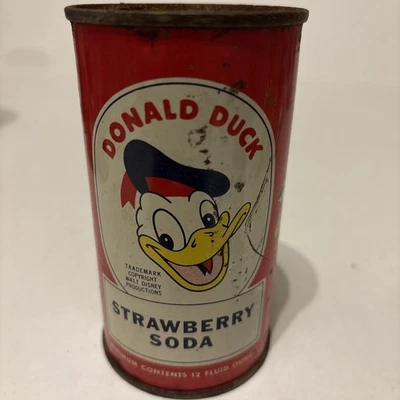 DONALD DUCK
TRADEMARK
COPYRIGHT
WALT DISNEY
PRODUCTIONS
STRAWBERRY
SODA
CONTENTS 12 FLUID